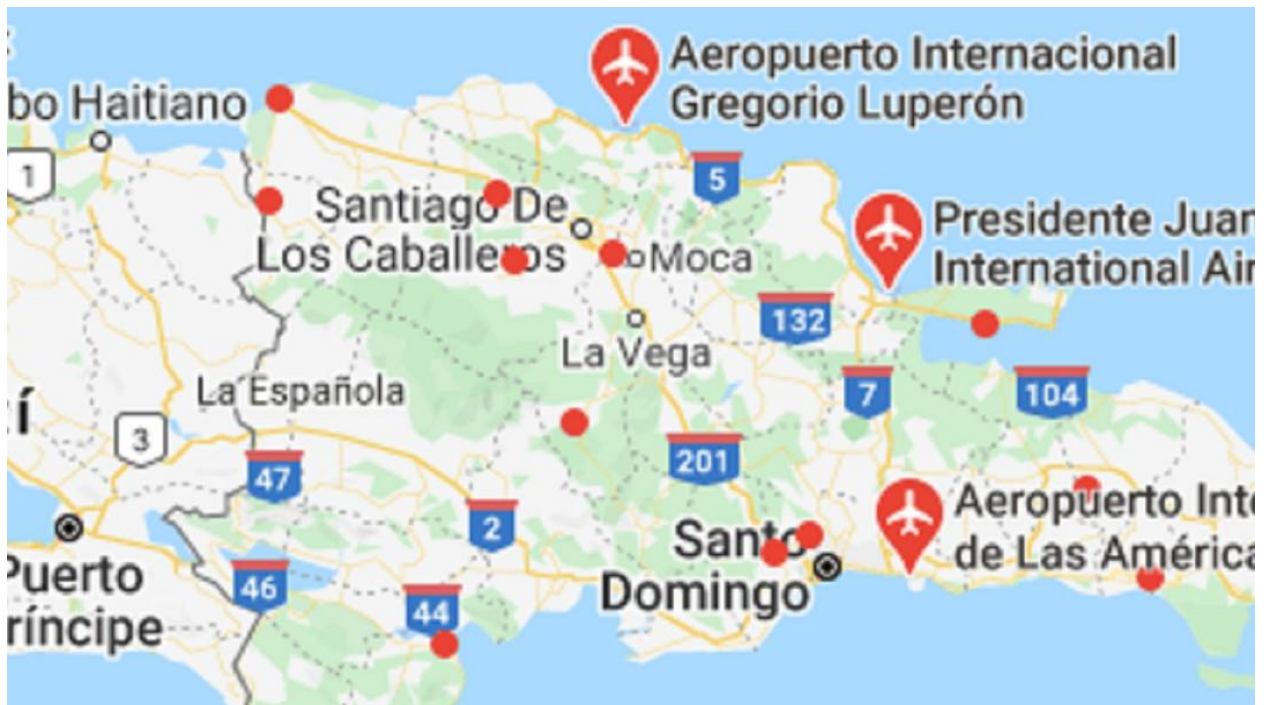 Aeropuerto Internacional
Gregorio Luperón
bo Haitiano
1
5
Santiago De
Los Caballeros
Moca
Presidente Juan
International Air
132
La Vega
La Española
7
104
í
3
47
201
2
Aeropuerto Inte
de Las América
Santo
Domingo
46
44
Puerto
ríncipe